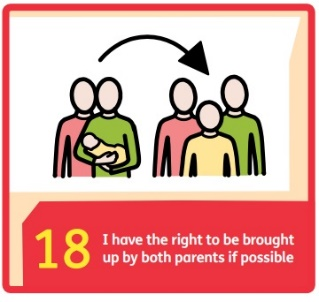 18
I have the right to be brought
up by both parents if possible